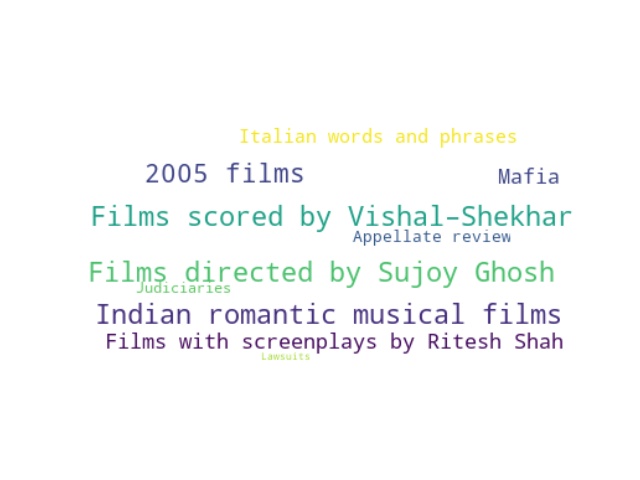 Italian words and phrases
2005 films
Mafia
Films scored by Vishal-Shekhar
Appellate review
Films directed by Sujoy Ghosh
Judiciaries
Indian romantic musical films
Films with screenplays by Ritesh Shah
Lawsuits